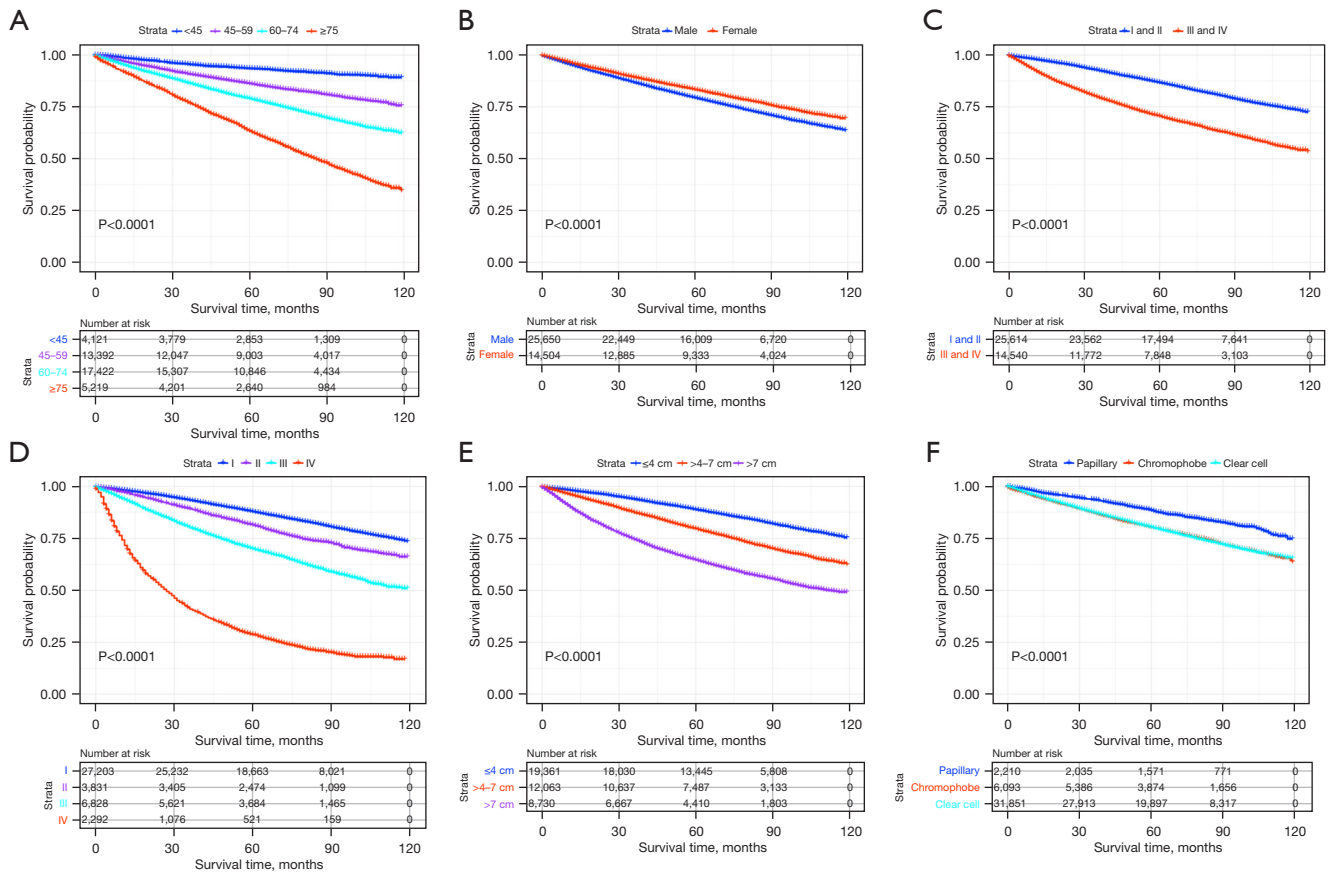 A
Strata <45 45–59 60–74 ≥75
Survival probability
1.00
0.75
0.50
0.25
0.00
P<0.0001
0 30 60 90 120
Survival time, months
Number at risk
Strata
<45 4,121 3,779 2,853 1,309 0
45–59 13,392 12,047 9,003 4,017 0
60–74 17,422 15,307 10,846 4,434 0
≥75 5,219 4,201 2,640 984 0
0 30 60 90 120
Survival time, months
B
Strata Male Female
Survival probability
1.00
0.75
0.50
0.25
0.00
P<0.0001
0 30 60 90 120
Survival time, months
Number at risk
Strata
Male 25,650 22,449 16,009 6,720 0
Female 14,504 12,885 9,333 4,024 0
0 30 60 90 120
Survival time, months
C
Strata I and II III and IV
Survival probability
1.00
0.75
0.50
0.25
0.00
P<0.0001
0 30 60 90 120
Survival time, months
Number at risk
Strata
I and II 25,614 23,562 17,494 7,641 0
III and IV 14,540 11,772 7,848 3,103 0
0 30 60 90 120
Survival time, months
D
Strata I II III IV
Survival probability
1.00
0.75
0.50
0.25
0.00
P<0.0001
0 30 60 90 120
Survival time, months
Number at risk
Strata
I 27,203 25,232 18,663 8,021 0
II 3,831 3,405 2,474 1,099 0
III 6,828 5,621 3,684 1,465 0
IV 2,292 1,076 521 159 0
0 30 60 90 120
Survival time, months
E
Strata ≤4 cm >4–7 cm >7 cm
Survival probability
1.00
0.75
0.50
0.25
0.00
P<0.0001
0 30 60 90 120
Survival time, months
Number at risk
Strata
≤4 cm 19,361 18,030 13,445 5,808 0
>4–7 cm 12,063 10,637 7,487 3,133 0
>7 cm 8,730 6,667 4,410 1,803 0
0 30 60 90 120
Survival time, months
F
Strata Papillary Chromophobe Clear cell
Survival probability
1.00
0.75
0.50
0.25
0.00
P<0.0001
0 30 60 90 120
Survival time, months
Number at risk
Strata
Papillary 2,210 2,035 1,571 771 0
Chromophobe 6,093 5,386 3,874 1,656 0
Clear cell 31,851 27,913 19,897 8,317 0
0 30 60 90 120
Survival time, months